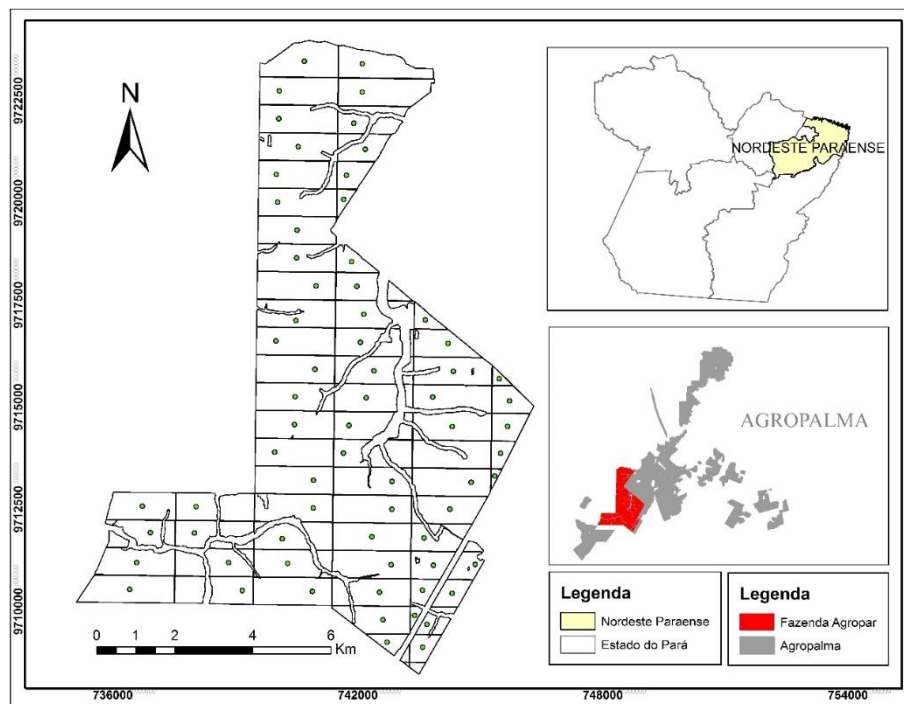 N
9722500
9720000
9717500
9715000
9712500
9710000
0 1 2 4 6
Km
736000 742000 748000 754000
NORDESTE PARAENSE
AGROPALMA
Legenda
Nordeste Paraense
Estado do Pará
Legenda
Fazenda Agropar
Agropalma